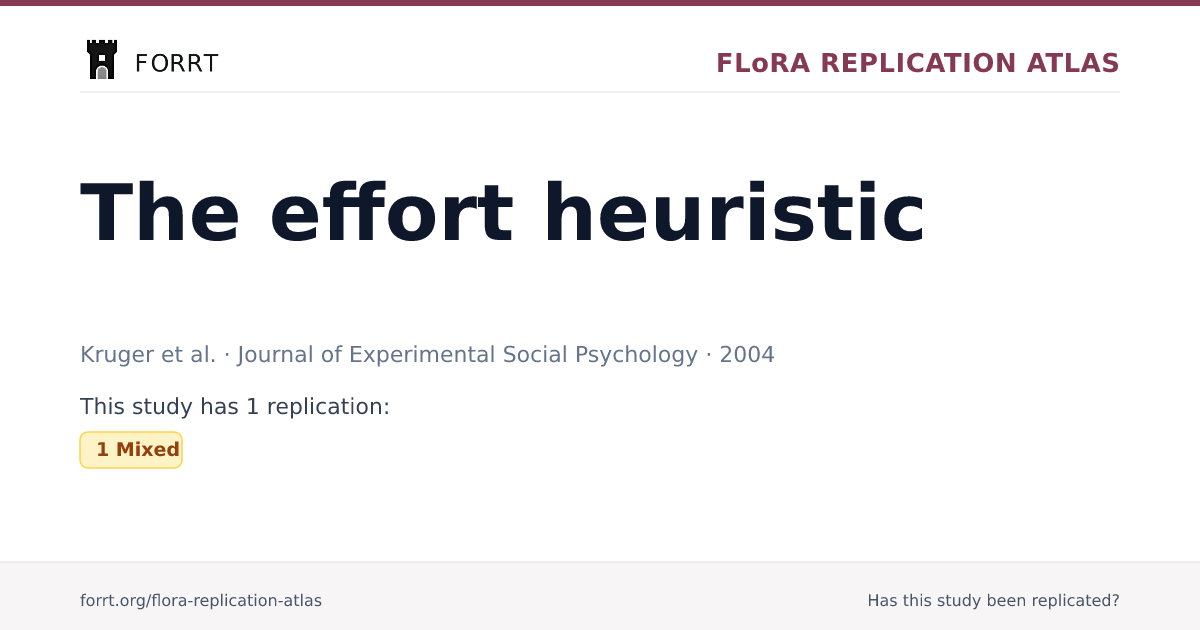 FORRT
FLoRA REPLICATION ATLAS
The effort heuristic
Kruger et al. · Journal of Experimental Social Psychology · 2004
This study has 1 replication:
1 Mixed
forrt.org/flora-replication-atlas
Has this study been replicated?